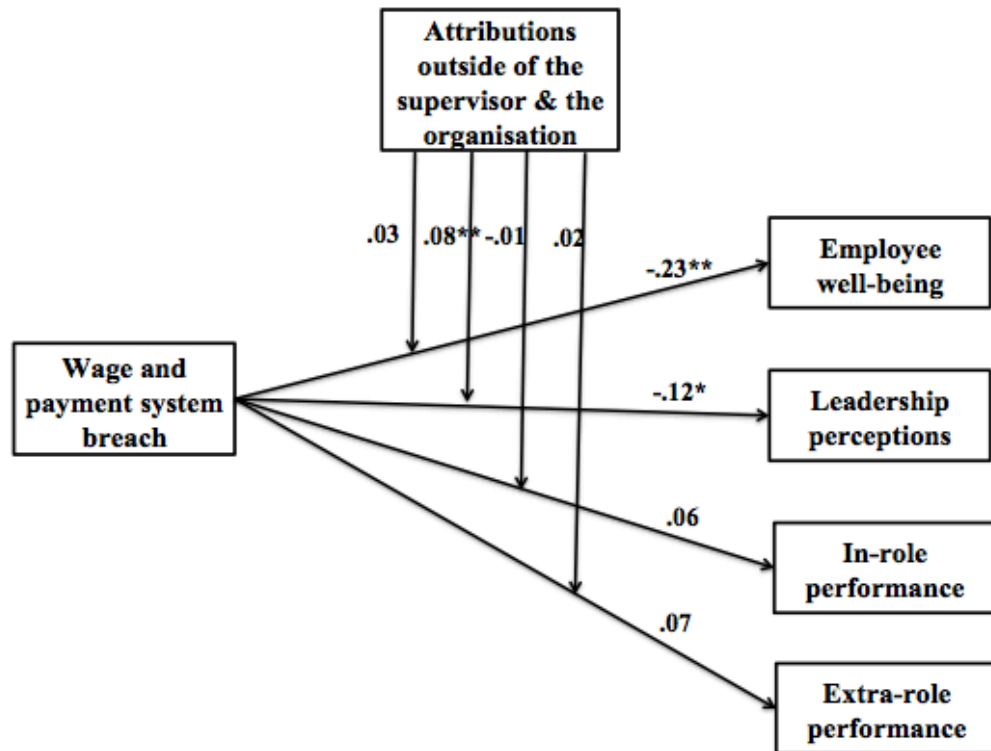 Attributions
outside of the
supervisor & the
organisation
.03
.08**
-.01
.02
-.23**
Employee
well-being
Wage and
payment system
breach
-.12*
Leadership
perceptions
.06
In-role
performance
.07
Extra-role
performance